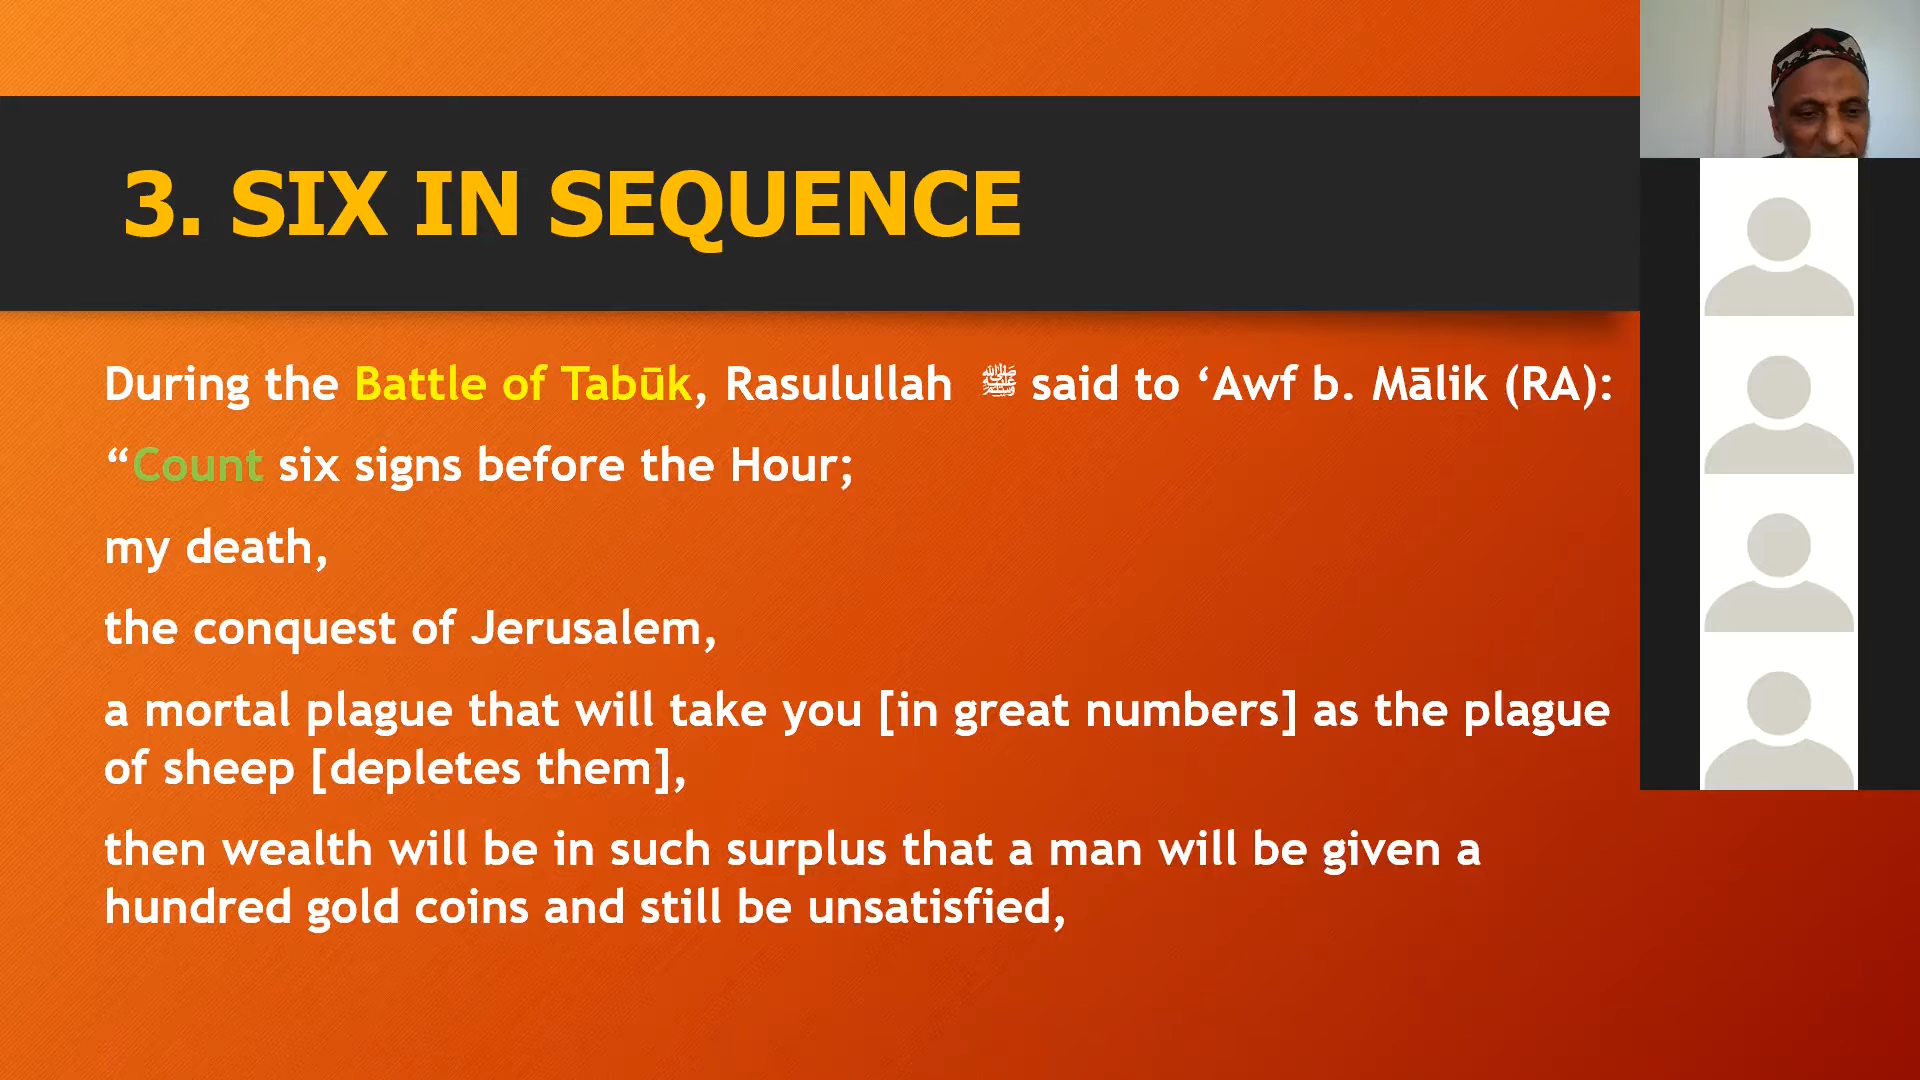 3. SIX IN SEQUENCE
During the Battle of Tabūk, Rasulullah ﷺ said to ‘Awf b. Mālik (RA):
“Count six signs before the Hour;
my death,
the conquest of Jerusalem,
a mortal plague that will take you [in great numbers] as the plague
of sheep [depletes them],
then wealth will be in such surplus that a man will be given a
hundred gold coins and still be unsatisfied,